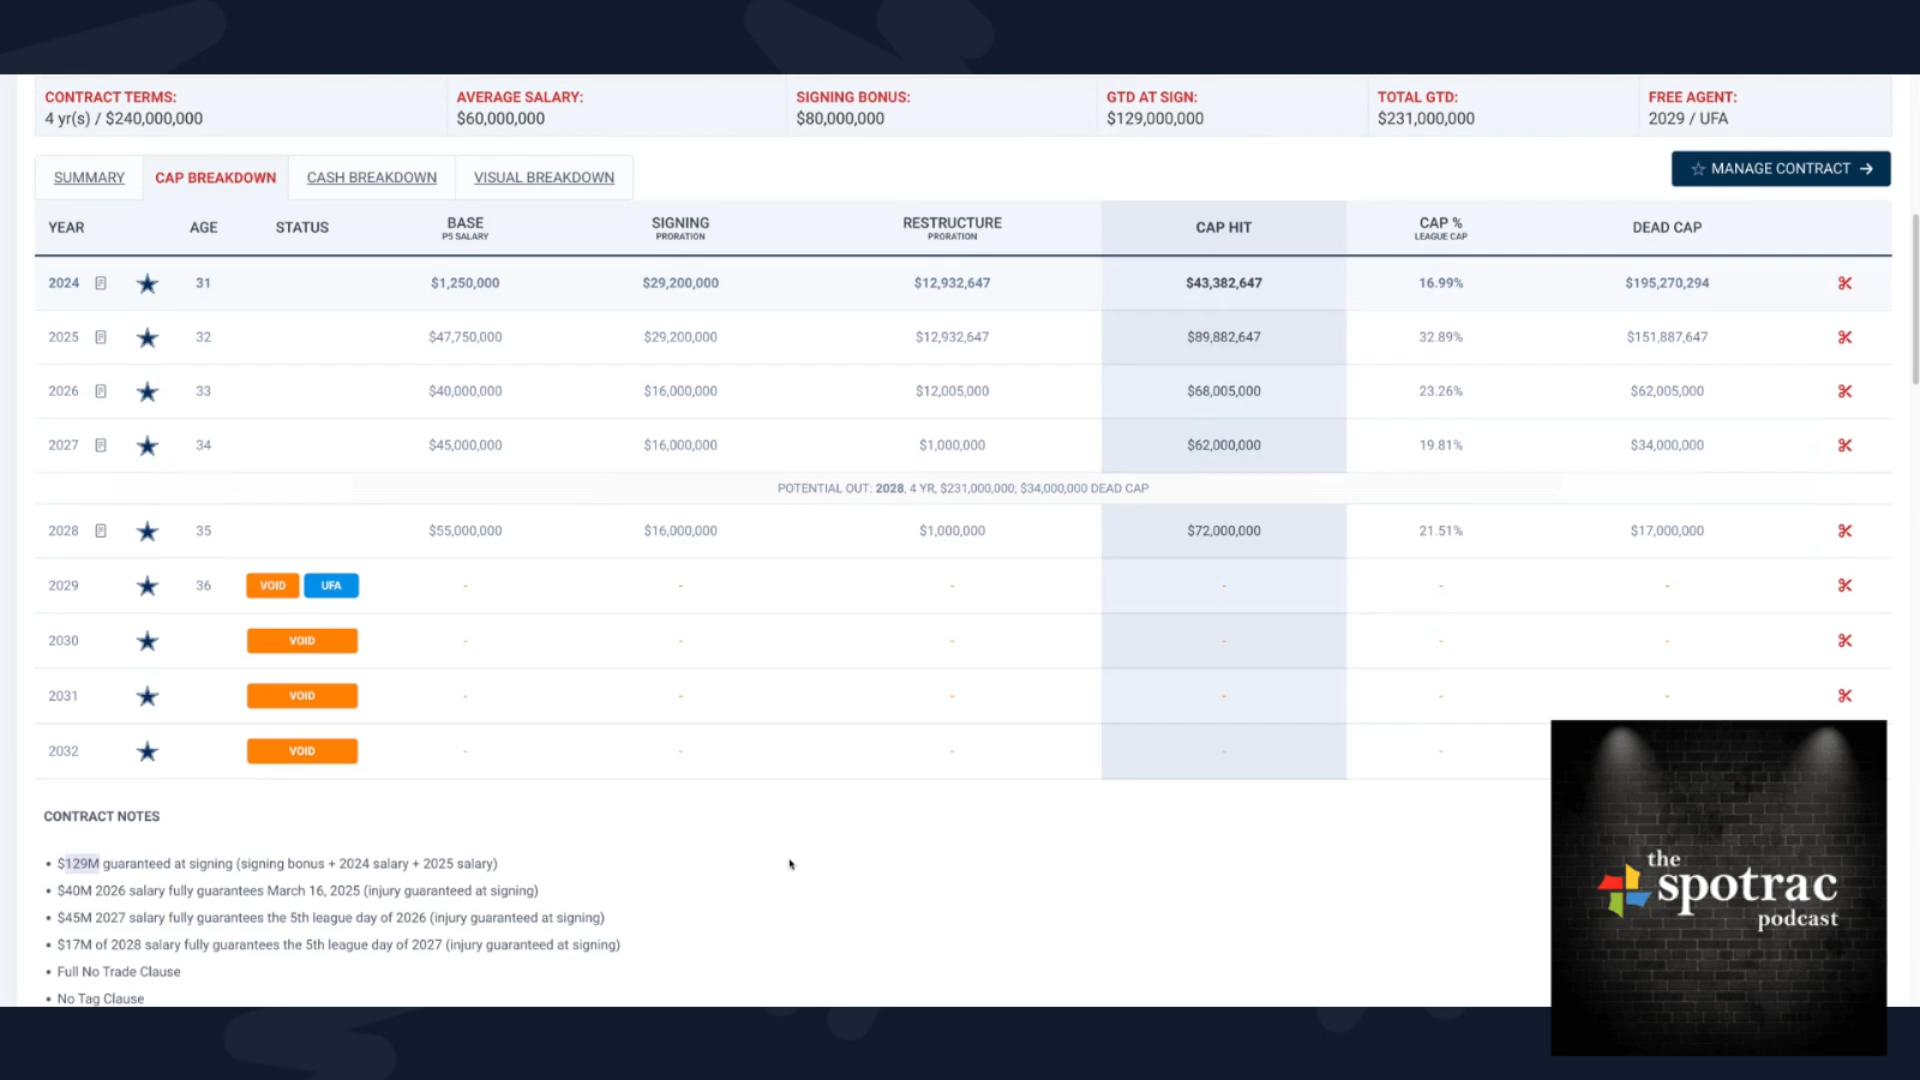 CONTRACT TERMS: AVERAGE SALARY: SIGNING BONUS: GTD AT SIGN: TOTAL GTD: FREE AGENT:
4 yr(s) / $240,000,000 $60,000,000 $80,000,000 $129,000,000 $231,000,000 2029 / UFA
SUMMARY CAP BREAKDOWN CASH BREAKDOWN VISUAL BREAKDOWN ☆ MANAGE CONTRACT →
YEAR AGE STATUS BASE SIGNING RESTRUCTURE CAP HIT CAP % DEAD CAP
P5 SALARY PRORATION PRORATION LEAGUE CAP
2024 31 $1,250,000 $29,200,000 $12,932,647 $43,382,647 16.99% $195,270,294
2025 32 $47,750,000 $29,200,000 $12,932,647 $89,882,647 32.89% $151,887,647
2026 33 $40,000,000 $16,000,000 $12,005,000 $68,005,000 23.26% $62,005,000
2027 34 $45,000,000 $16,000,000 $1,000,000 $62,000,000 19.81% $34,000,000
POTENTIAL OUT: 2028, 4 YR, $231,000,000; $34,000,000 DEAD CAP
2028 35 $55,000,000 $16,000,000 $1,000,000 $72,000,000 21.51% $17,000,000
2029 36 VOID UFA - - - - - -
2030 VOID - - - - - -
2031 VOID - - - - - -
2032 VOID - - - - -
CONTRACT NOTES
• $129M guaranteed at signing (signing bonus + 2024 salary + 2025 salary)
• $40M 2026 salary fully guarantees March 16, 2025 (injury guaranteed at signing)
• $45M 2027 salary fully guarantees the 5th league day of 2026 (injury guaranteed at signing)
• $17M of 2028 salary fully guarantees the 5th league day of 2027 (injury guaranteed at signing)
• Full No Trade Clause
• No Tag Clause
the
spotrac
podcast